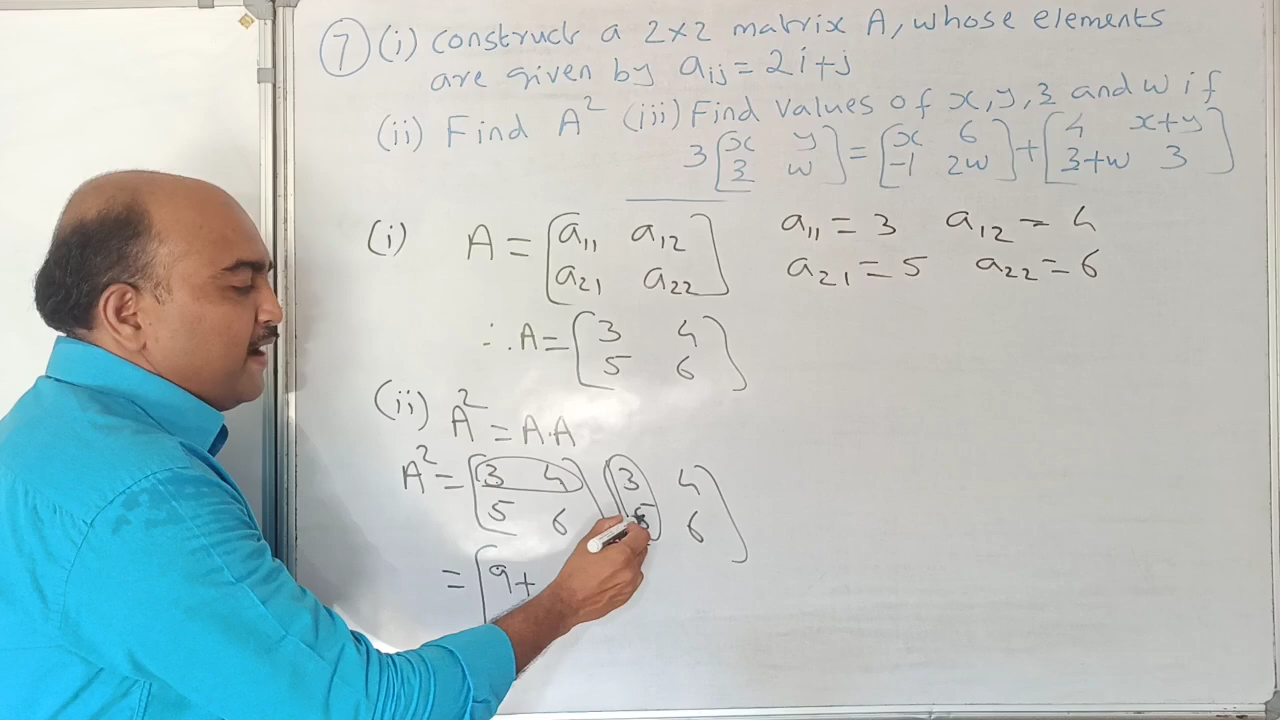 7 (i) construct a 2×2 matrix A, whose elements
are given by aij = 2i+j
(ii) Find A² (iii) Find values of x, y, z and w if
3[x y; z w] = [x 6; -1 2w] + [4 x+y; z+w 3]
(i) A = [a11 a12; a21 a22] a11 = 3 a12 = 4
a21 = 5 a22 = 6
∴ A = [3 4; 5 6]
(ii) A² = A.A
A² = [3 4; 5 6] [3 4; 5 6]
= [9+